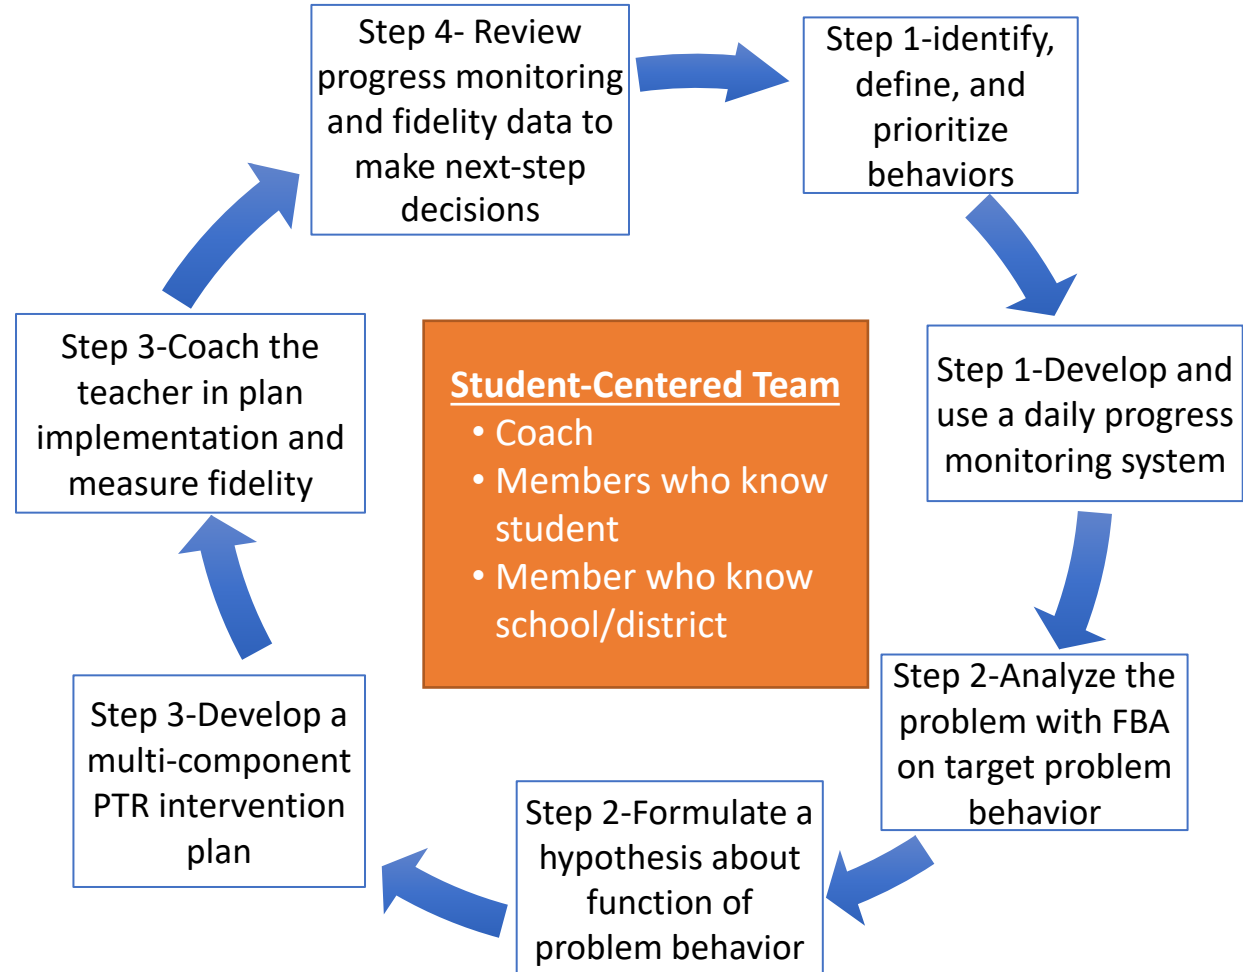 Step 4- Review
progress monitoring
and fidelity data to
make next-step
decisions
Step 1-identify,
define, and
prioritize
behaviors
Step 1-Develop and
use a daily progress
monitoring system
Step 2-Analyze the
problem with FBA
on target problem
behavior
Step 2-Formulate a
hypothesis about
function of
problem behavior
Step 3-Develop a
multi-component
PTR intervention
plan
Step 3-Coach the
teacher in plan
implementation and
measure fidelity
Student-Centered Team
• Coach
• Members who know
student
• Member who know
school/district